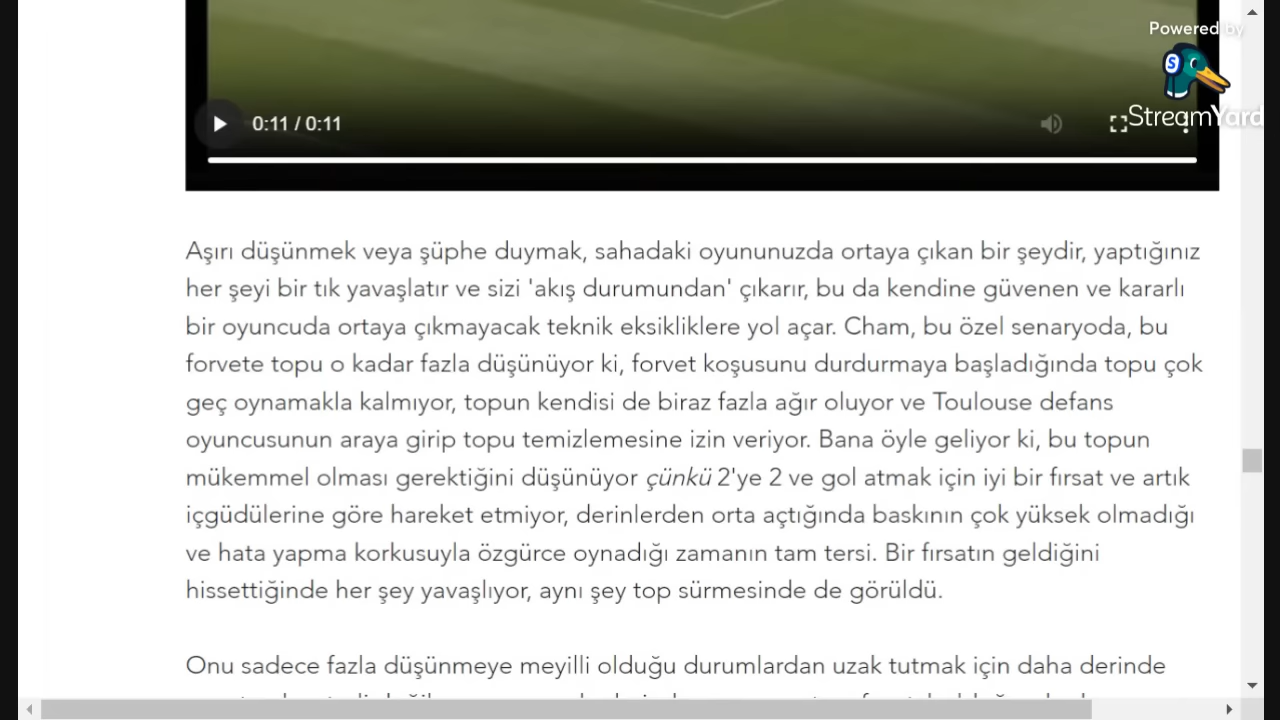 Powered by
StreamYard
0:11 / 0:11
Aşırı düşünmek veya şüphe duymak, sahadaki oyununuzda ortaya çıkan bir şeydir, yaptığınız
her şeyi bir tık yavaşlatır ve sizi 'akış durumundan' çıkarır, bu da kendine güvenen ve kararlı
bir oyuncuda ortaya çıkmayacak teknik eksikliklere yol açar. Cham, bu özel senaryoda, bu
forvete topu o kadar fazla düşünüyor ki, forvet koşusunu durdurmaya başladığında topu çok
geç oynamakla kalmıyor, topun kendisi de biraz fazla ağır oluyor ve Toulouse defans
oyuncusunun araya girip topu temizlemesine izin veriyor. Bana öyle geliyor ki, bu topun
mükemmel olması gerektiğini düşünüyor çünkü 2'ye 2 ve gol atmak için iyi bir fırsat ve artık
içgüdülerine göre hareket etmiyor, derinlerden orta açtığında baskının çok yüksek olmadığı
ve hata yapma korkusuyla özgürce oynadığı zamanın tam tersi. Bir fırsatın geldiğini
hissettiğinde her şey yavaşlıyor, aynı şey top sürmesinde de görüldü.
Onu sadece fazla düşünmeye meyilli olduğu durumlardan uzak tutmak için daha derinde